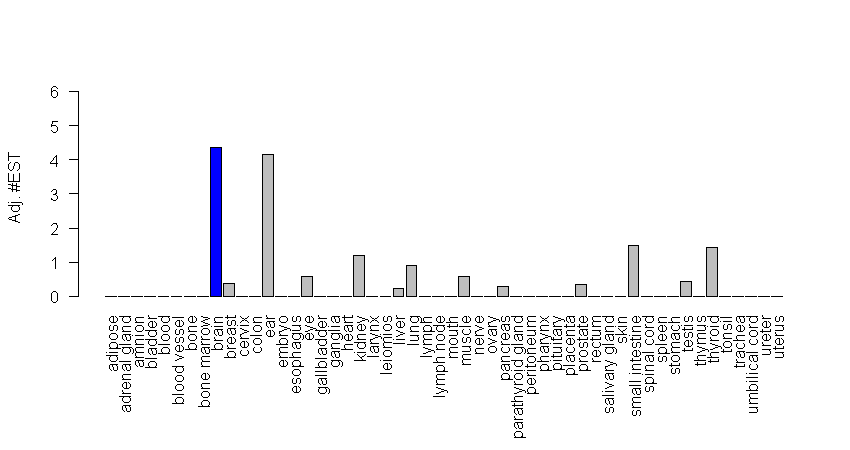 Adj. #EST
6
5
4
3
2
1
0
adipose
adrenal gland
amnion
bladder
blood
blood vessel
bone
bone marrow
brain
breast
cervix
colon
ear
embryo
esophagus
eye
gallbladder
ganglia
heart
kidney
larynx
leiomios
liver
lung
lymph
lymph node
mouth
muscle
nerve
ovary
pancreas
parathyroid gland
peritoneum
pharynx
pituitary
placenta
prostate
rectum
salivary gland
skin
small intestine
spinal cord
spleen
stomach
testis
thymus
thyroid
tonsil
trachea
umbilical cord
ureter
uterus